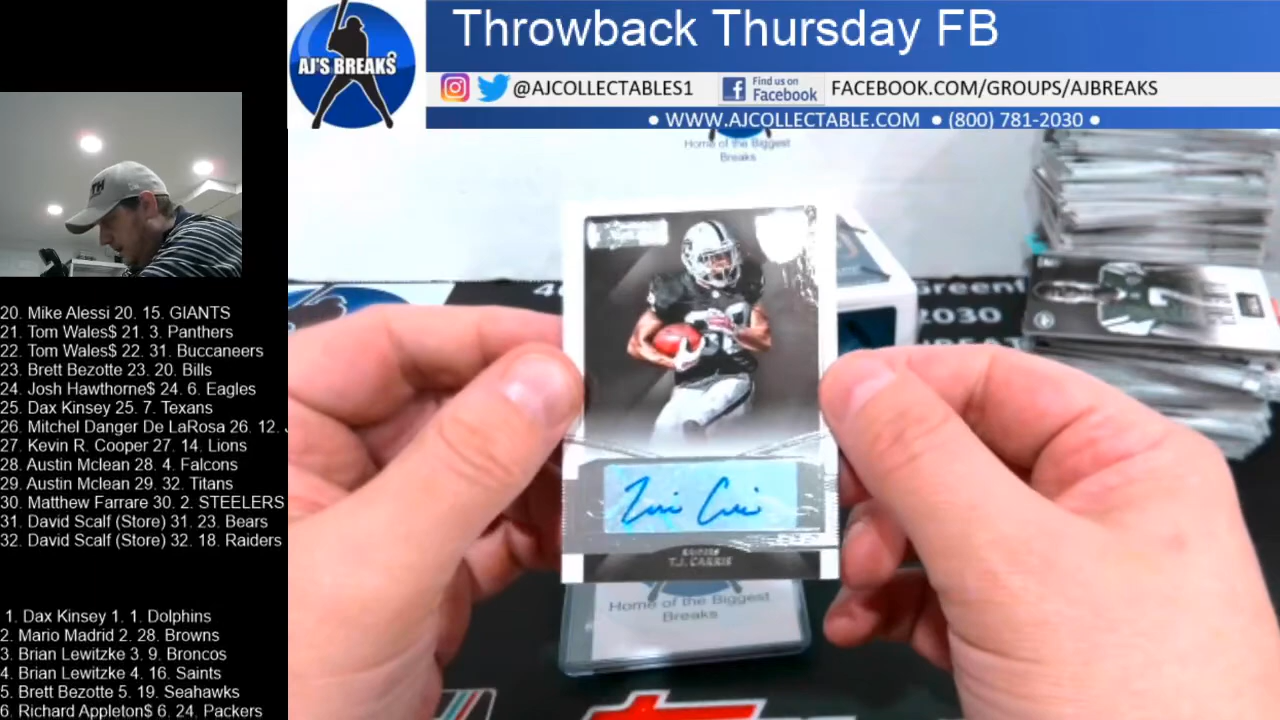 Throwback Thursday FB
AJ'S BREAKS
@AJCOLLECTABLES1
Find us on
Facebook
FACEBOOK.COM/GROUPS/AJBREAKS
• WWW.AJCOLLECTABLE.COM • (800) 781-2030 •
Home of the Biggest
Breaks
20. Mike Alessi 20. 15. GIANTS
21. Tom Wales$ 21. 3. Panthers
22. Tom Wales$ 22. 31. Buccaneers
23. Brett Bezotte 23. 20. Bills
24. Josh Hawthorne$ 24. 6. Eagles
25. Dax Kinsey 25. 7. Texans
26. Mitchel Danger De LaRosa 26. 12.
27. Kevin R. Cooper 27. 14. Lions
28. Austin Mclean 28. 4. Falcons
29. Austin Mclean 29. 32. Titans
30. Matthew Farrare 30. 2. STEELERS
31. David Scalf (Store) 31. 23. Bears
32. David Scalf (Store) 32. 18. Raiders
1. Dax Kinsey 1. 1. Dolphins
2. Mario Madrid 2. 28. Browns
3. Brian Lewitzke 3. 9. Broncos
4. Brian Lewitzke 4. 16. Saints
5. Brett Bezotte 5. 19. Seahawks
6. Richard Appleton$ 6. 24. Packers
Greenf
2030
RAIDERS
T.J. CARRIE
Home of the Biggest
Breaks